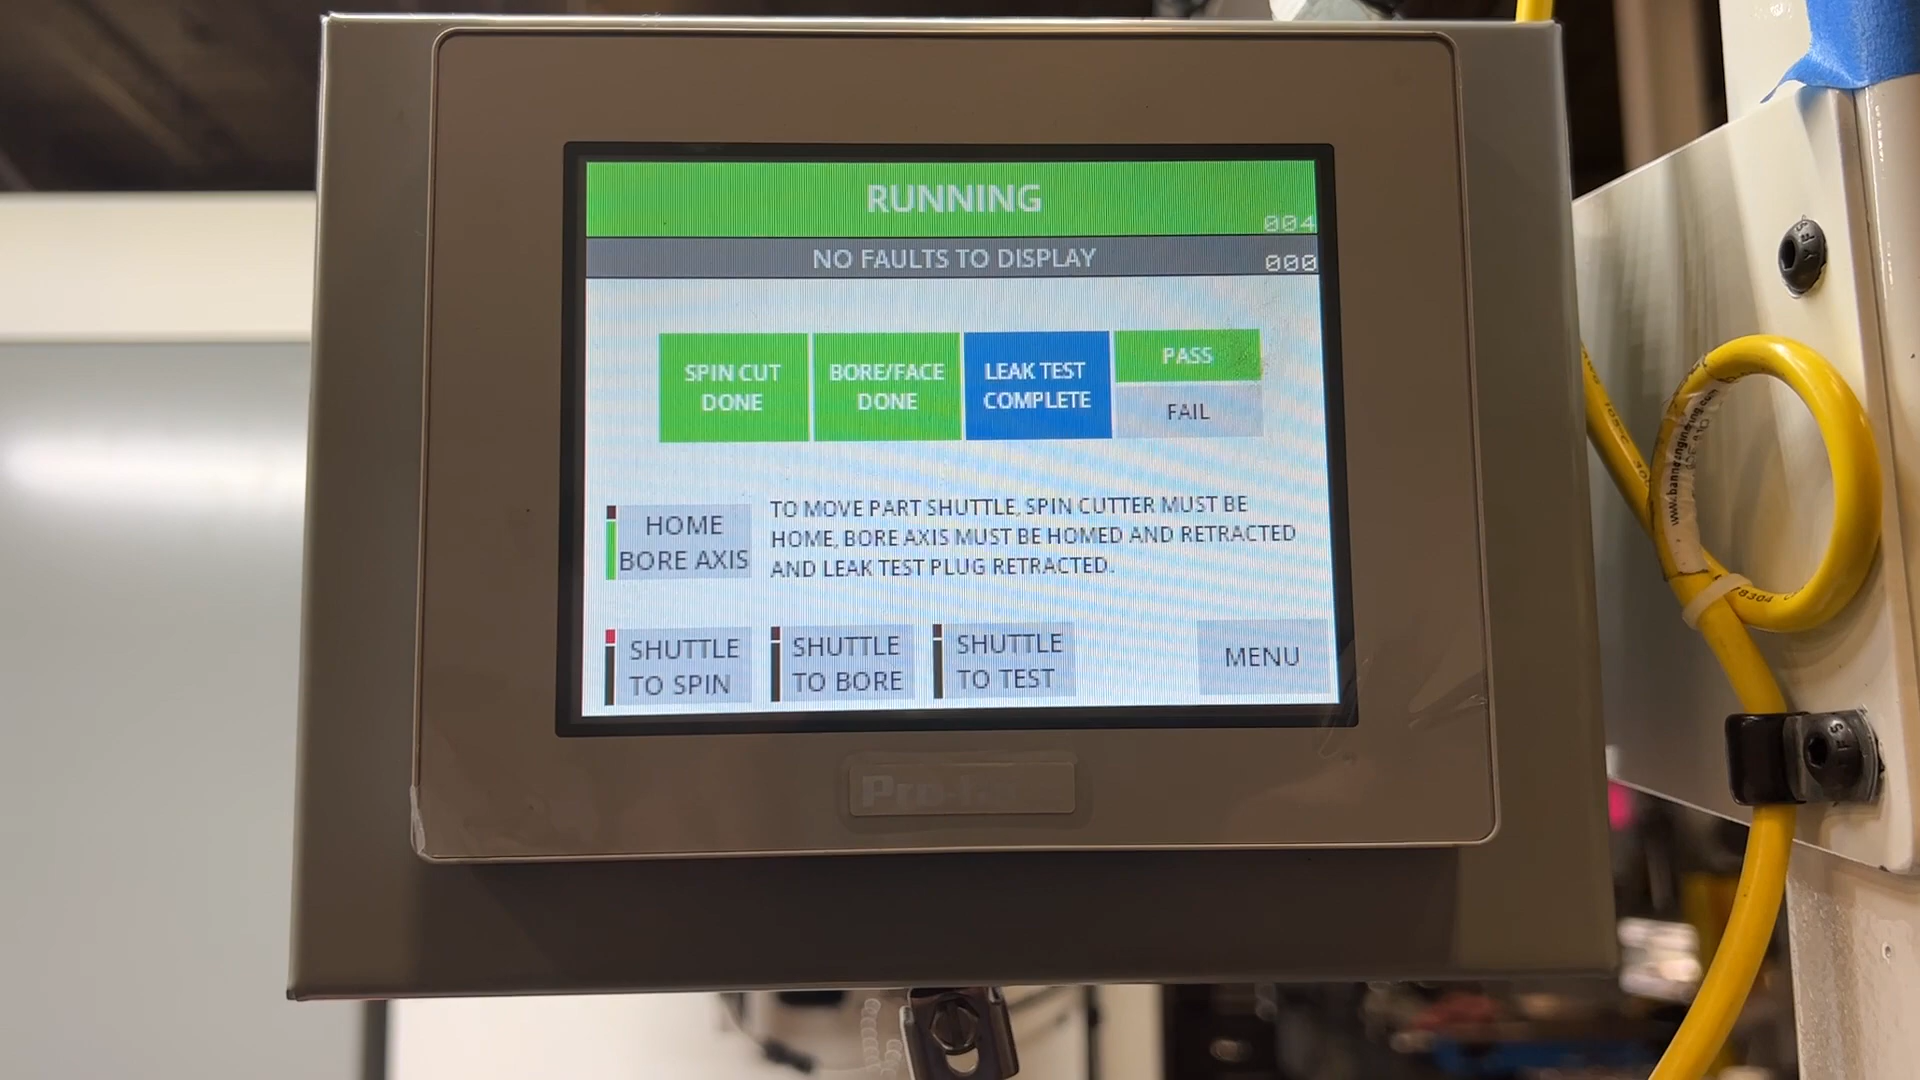 RUNNING
004
NO FAULTS TO DISPLAY
000
SPIN CUT
DONE
BORE/FACE
DONE
LEAK TEST
COMPLETE
PASS
FAIL
HOME
BORE AXIS
TO MOVE PART SHUTTLE, SPIN CUTTER MUST BE
HOME, BORE AXIS MUST BE HOMED AND RETRACTED
AND LEAK TEST PLUG RETRACTED.
SHUTTLE
TO SPIN
SHUTTLE
TO BORE
SHUTTLE
TO TEST
MENU